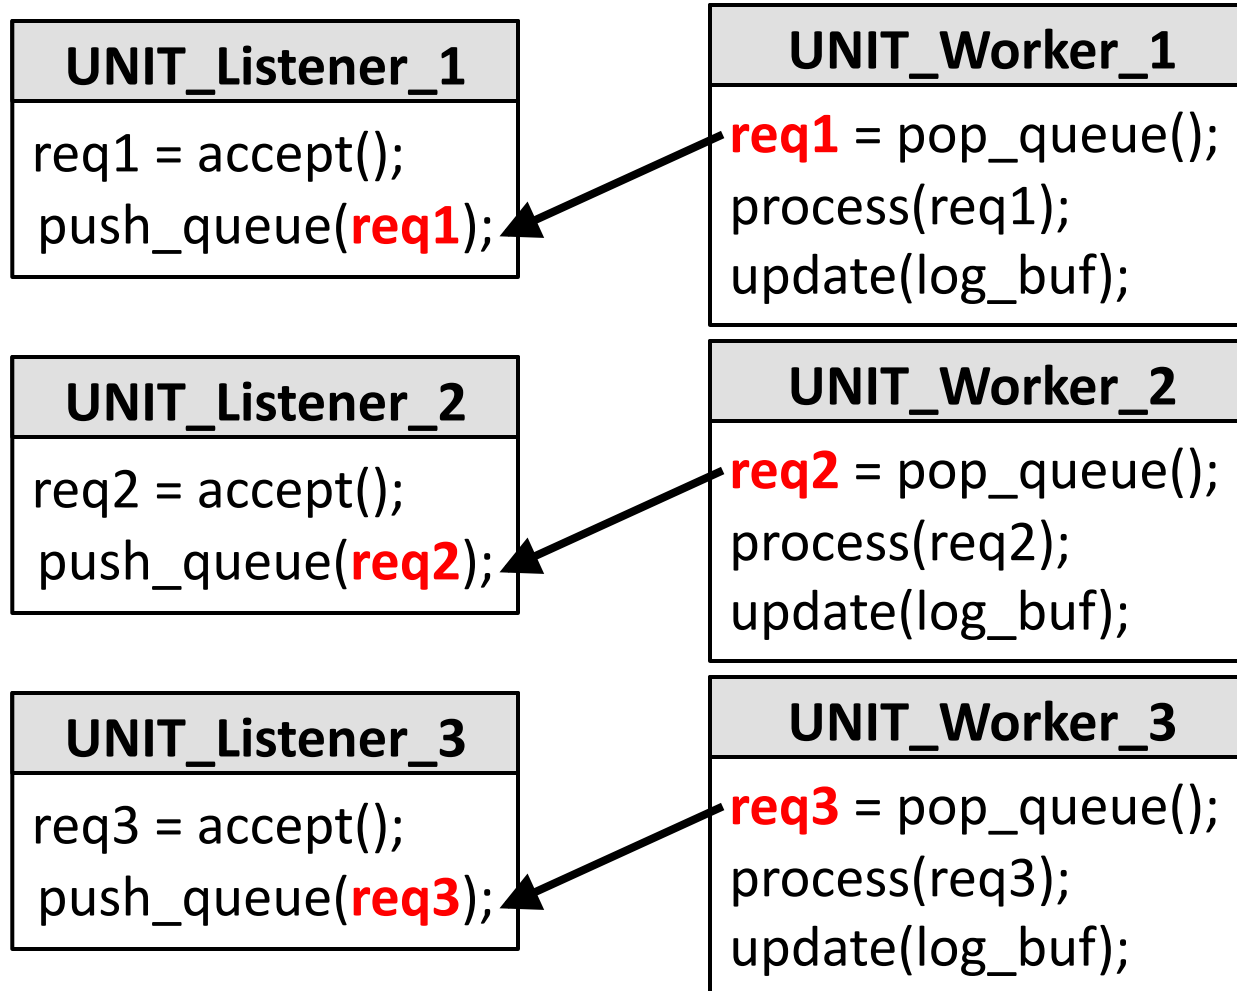 UNIT_Listener_1
req1 = accept();
push_queue(req1);
UNIT_Worker_1
req1 = pop_queue();
process(req1);
update(log_buf);
UNIT_Listener_2
req2 = accept();
push_queue(req2);
UNIT_Worker_2
req2 = pop_queue();
process(req2);
update(log_buf);
UNIT_Listener_3
req3 = accept();
push_queue(req3);
UNIT_Worker_3
req3 = pop_queue();
process(req3);
update(log_buf);